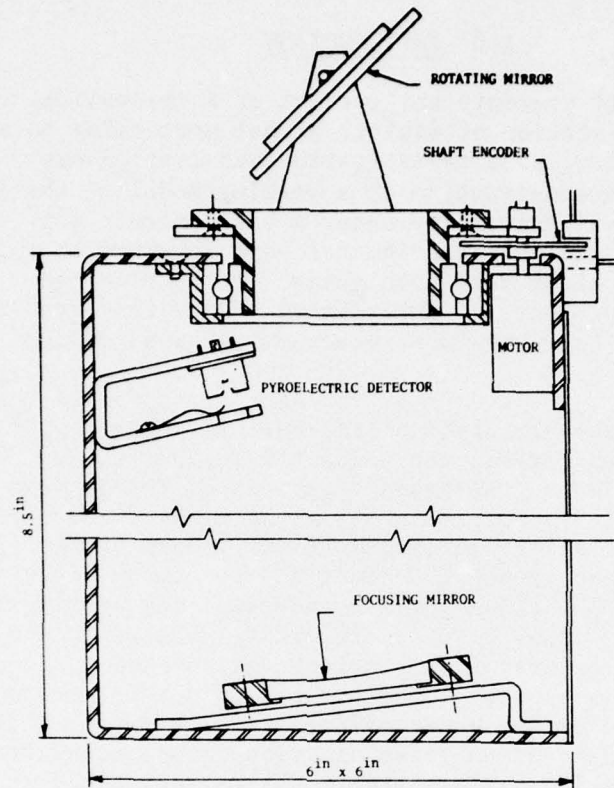 ROTATING MIRROR
SHAFT ENCODER
MOTOR
PYROELECTRIC DETECTOR
8.5in
FOCUSING MIRROR
6in x 6in